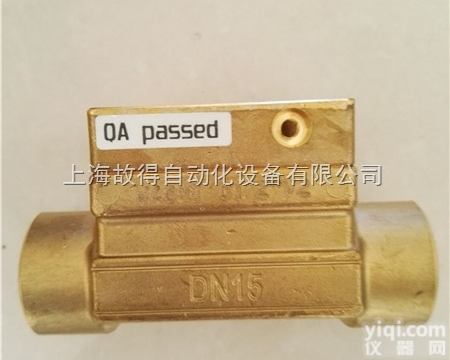 QA passed
上海故得自动化设备有限公司
DN15
yiqi.com
仪器网